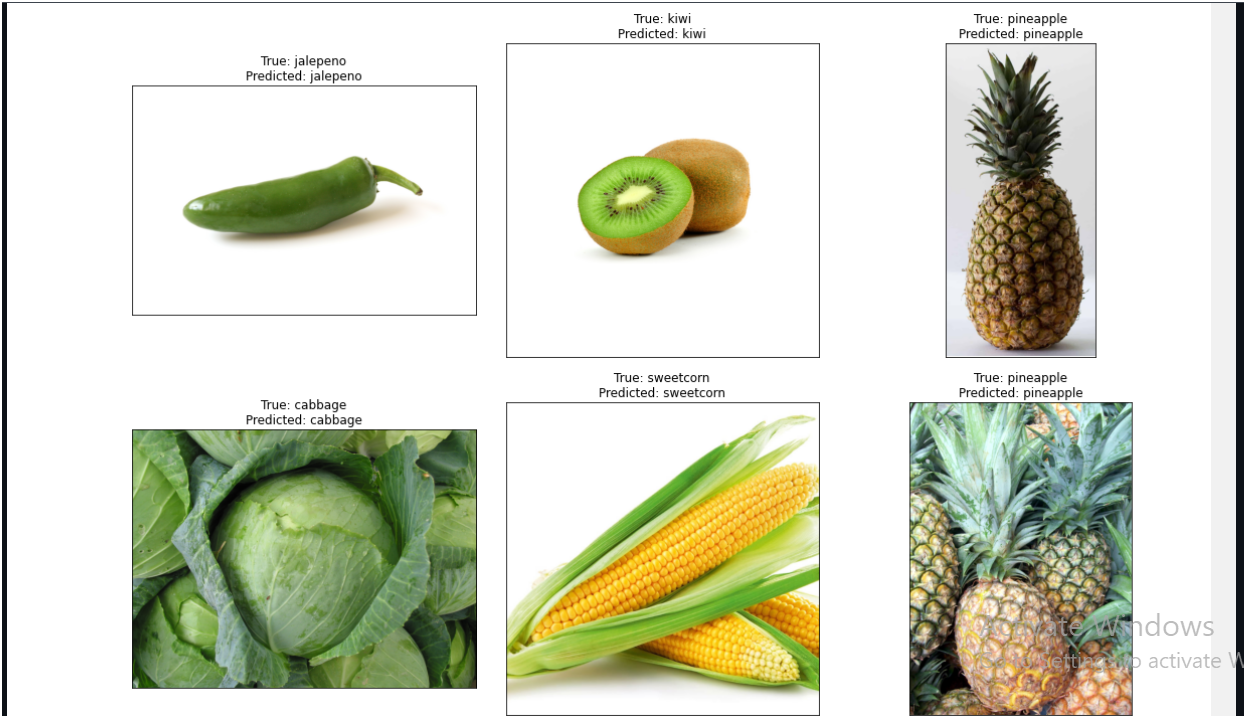 True: jalepeno
Predicted: jalepeno
True: kiwi
Predicted: kiwi
True: pineapple
Predicted: pineapple
True: cabbage
Predicted: cabbage
True: sweetcorn
Predicted: sweetcorn
True: pineapple
Predicted: pineapple
Activate Windows
Go to Settings to activate W